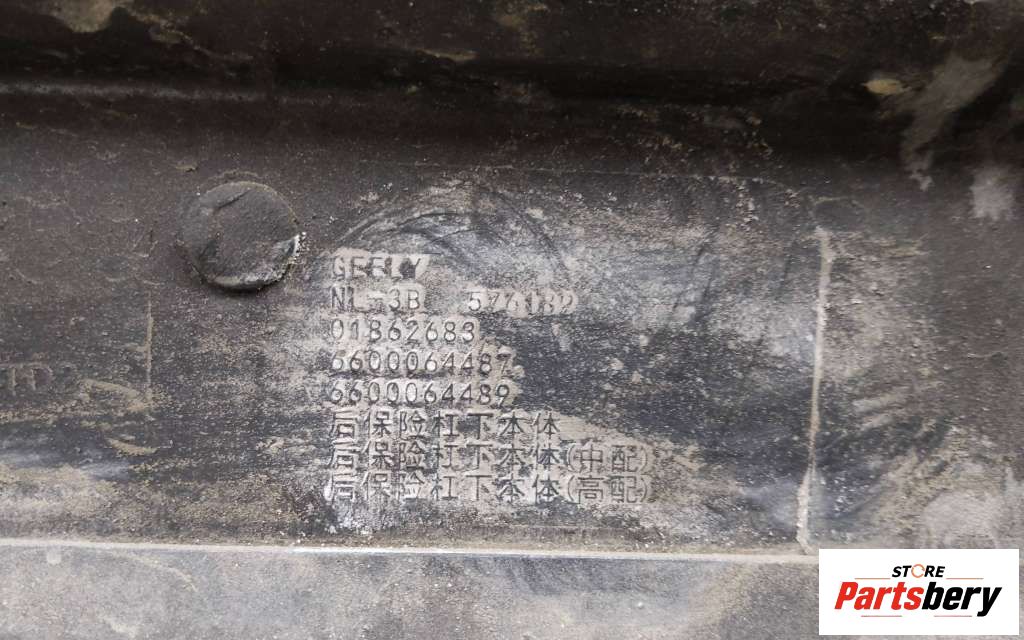 GEELY
NL-3B 576182
01862683
6600064487
6600064489
后保险杠下本体
后保险杠下本体(中配)
后保险杠下本体(高配)
STORE
Partsbery